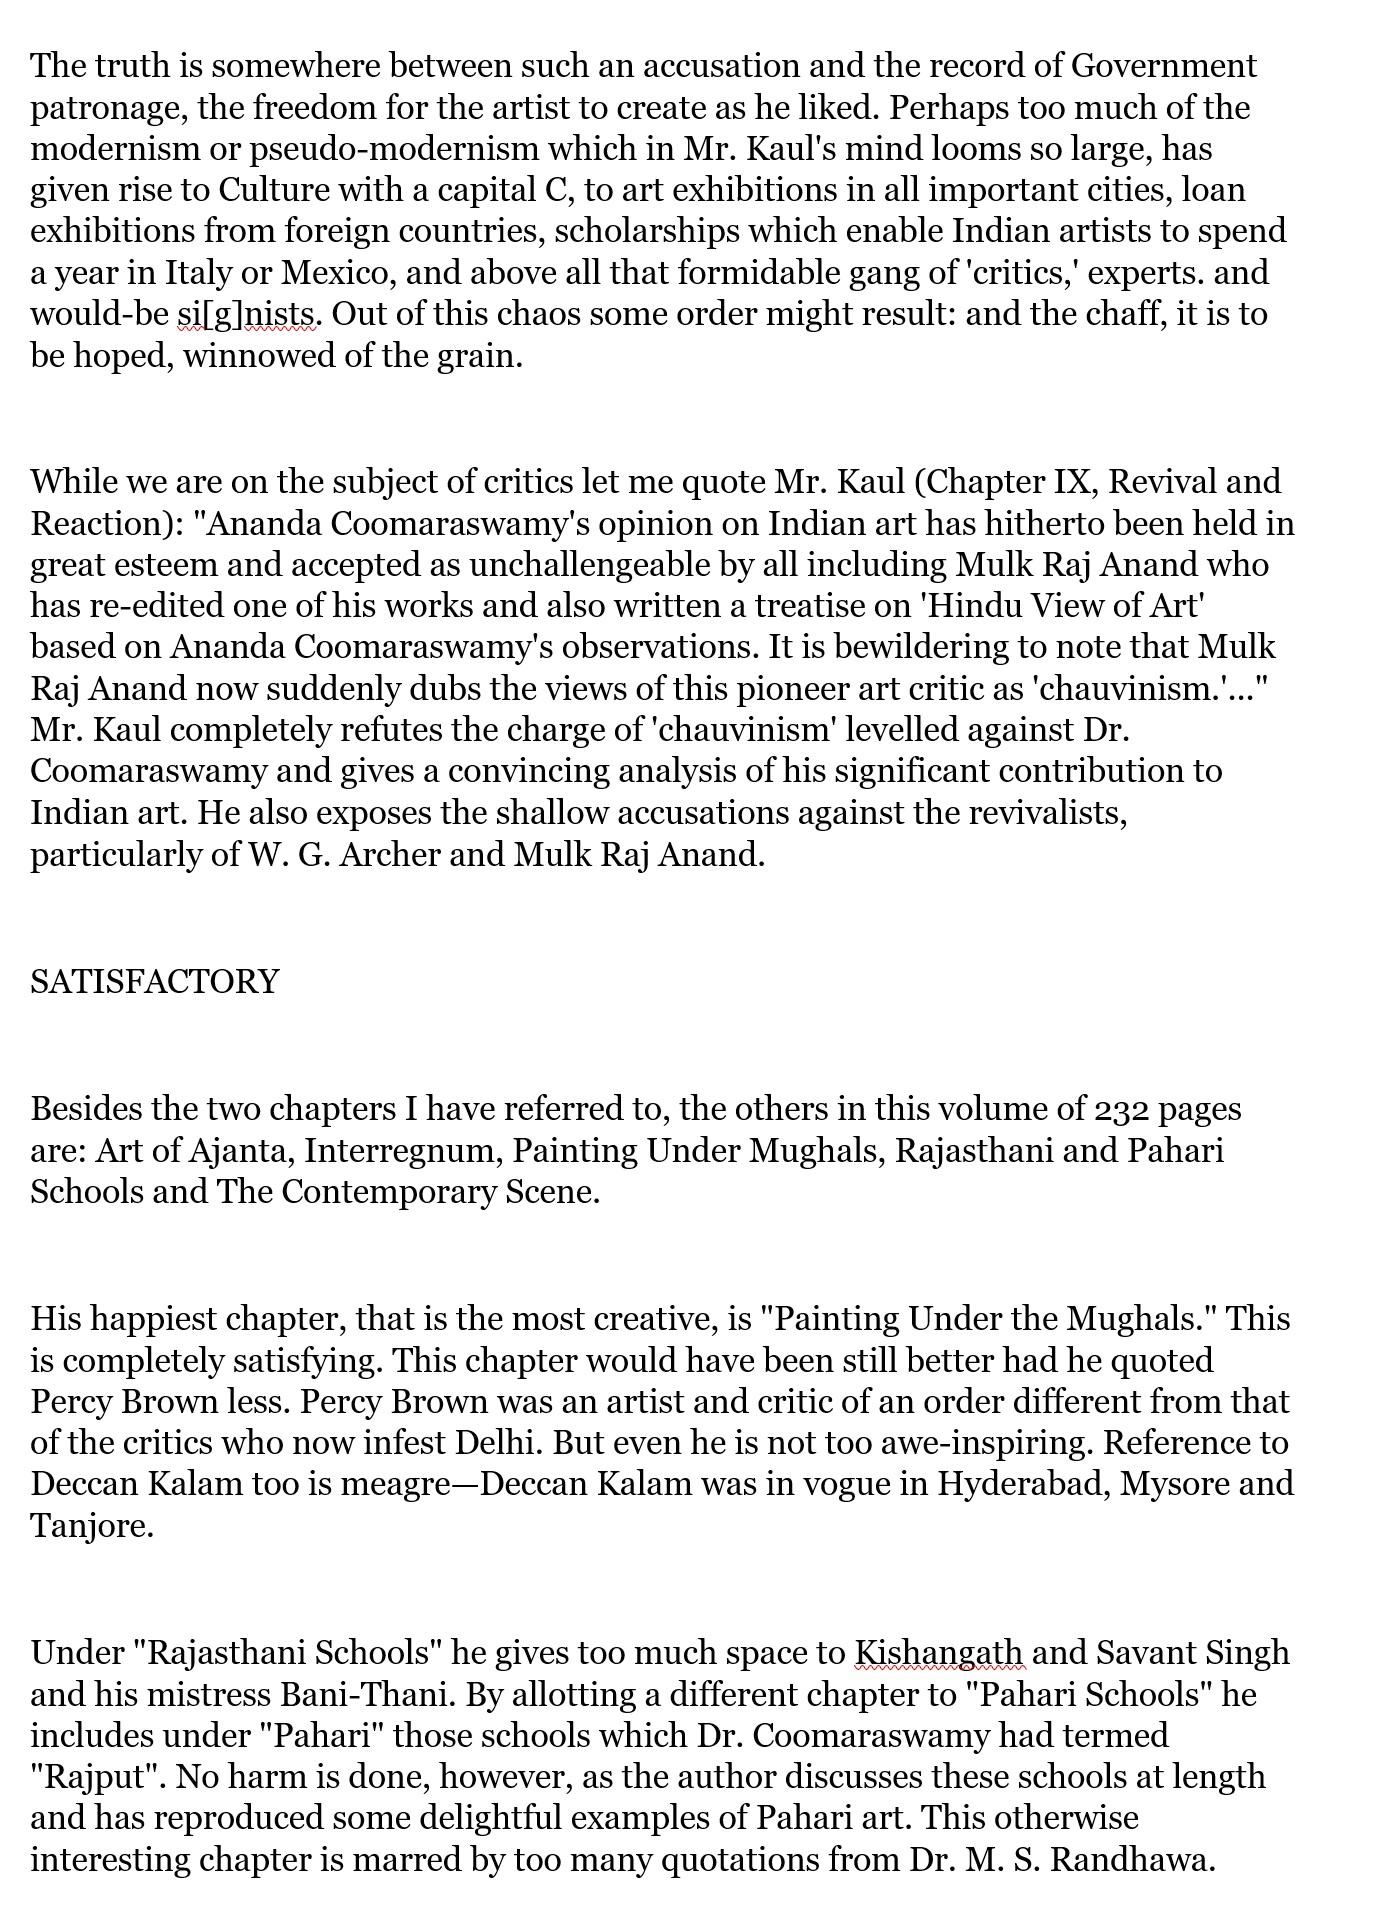 The truth is somewhere between such an accusation and the record of Government
patronage, the freedom for the artist to create as he liked. Perhaps too much of the
modernism or pseudo-modernism which in Mr. Kaul's mind looms so large, has
given rise to Culture with a capital C, to art exhibitions in all important cities, loan
exhibitions from foreign countries, scholarships which enable Indian artists to spend
a year in Italy or Mexico, and above all that formidable gang of 'critics,' experts. and
would-be si[g]nists. Out of this chaos some order might result: and the chaff, it is to
be hoped, winnowed of the grain.
While we are on the subject of critics let me quote Mr. Kaul (Chapter IX, Revival and
Reaction): "Ananda Coomaraswamy's opinion on Indian art has hitherto been held in
great esteem and accepted as unchallengeable by all including Mulk Raj Anand who
has re-edited one of his works and also written a treatise on 'Hindu View of Art'
based on Ananda Coomaraswamy's observations. It is bewildering to note that Mulk
Raj Anand now suddenly dubs the views of this pioneer art critic as 'chauvinism.'..."
Mr. Kaul completely refutes the charge of 'chauvinism' levelled against Dr.
Coomaraswamy and gives a convincing analysis of his significant contribution to
Indian art. He also exposes the shallow accusations against the revivalists,
particularly of W. G. Archer and Mulk Raj Anand.
SATISFACTORY
Besides the two chapters I have referred to, the others in this volume of 232 pages
are: Art of Ajanta, Interregnum, Painting Under Mughals, Rajasthani and Pahari
Schools and The Contemporary Scene.
His happiest chapter, that is the most creative, is "Painting Under the Mughals." This
is completely satisfying. This chapter would have been still better had he quoted
Percy Brown less. Percy Brown was an artist and critic of an order different from that
of the critics who now infest Delhi. But even he is not too awe-inspiring. Reference to
Deccan Kalam too is meagre—Deccan Kalam was in vogue in Hyderabad, Mysore and
Tanjore.
Under "Rajasthani Schools" he gives too much space to Kishangath and Savant Singh
and his mistress Bani-Thani. By allotting a different chapter to "Pahari Schools" he
includes under "Pahari" those schools which Dr. Coomaraswamy had termed
"Rajput". No harm is done, however, as the author discusses these schools at length
and has reproduced some delightful examples of Pahari art. This otherwise
interesting chapter is marred by too many quotations from Dr. M. S. Randhawa.